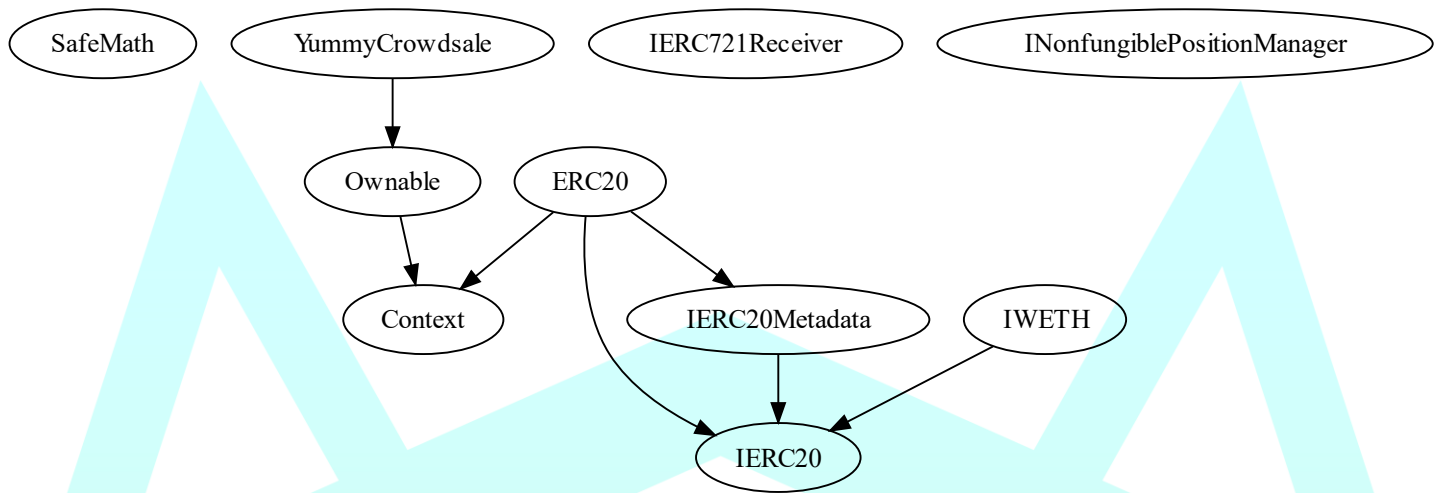 SafeMath
YummyCrowdsale
IERC721Receiver
INonfungiblePositionManager
Ownable
ERC20
Context
IERC20Metadata
IWETH
IERC20